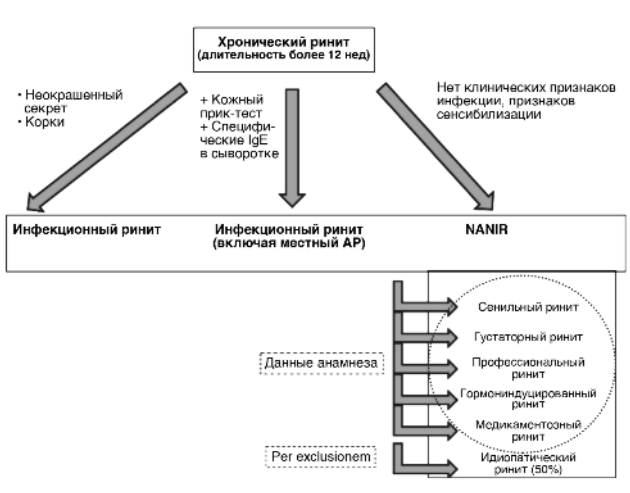 Хронический ринит
(длительность более 12 нед)
• Неокрашенный
секрет
• Корки
+ Кожный
прик-тест
+ Специфи-
ческие IgE
в сыворотке
Нет клинических признаков
инфекции, признаков
сенсибилизации
Инфекционный ринит
Инфекционный ринит
(включая местный АР)
NANIR
Данные анамнеза
Сенильный ринит
Густаторный ринит
Профессиональный
ринит
Гормониндуцированный
ринит
Медикаментозный
ринит
Per exclusionem
Идиопатический
ринит (50%)